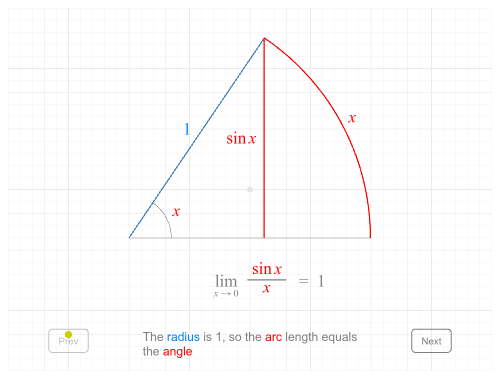 1
sin x
x
x
lim x → 0 sin x / x = 1
Prev
The radius is 1, so the arc length equals
the angle
Next